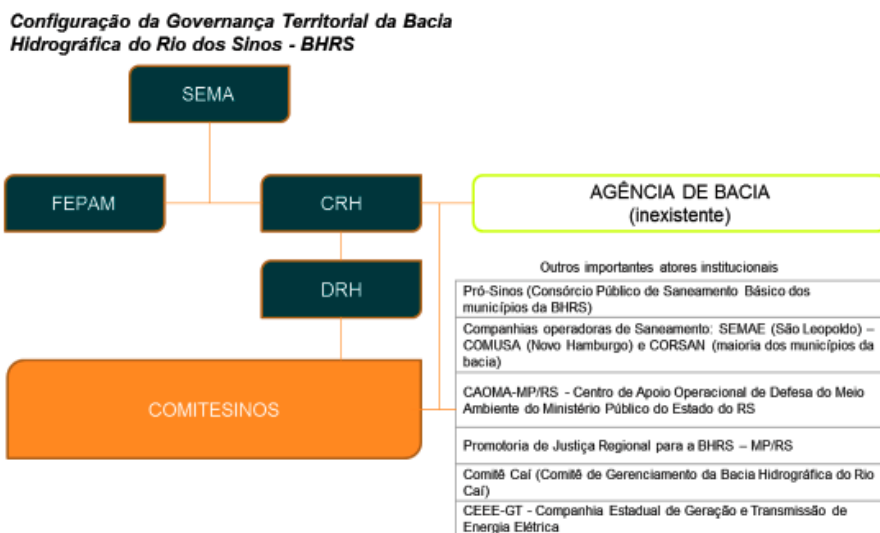 Configuração da Governança Territorial da Bacia
Hidrográfica do Rio dos Sinos - BHRS
SEMA
FEPAM
CRH
AGÊNCIA DE BACIA
(inexistente)
DRH
COMITESINOS
Outros importantes atores institucionais
Pró-Sinos (Consórcio Público de Saneamento Básico dos
municípios da BHRS)
Companhias operadoras de Saneamento: SEMAE (São Leopoldo) –
COMUSA (Novo Hamburgo) e CORSAN (maioria dos municípios da
bacia)
CAOMA-MP/RS - Centro de Apoio Operacional de Defesa do Meio
Ambiente do Ministério Público do Estado do RS
Promotoria de Justiça Regional para a BHRS – MP/RS
Comitê Caí (Comitê de Gerenciamento da Bacia Hidrográfica do Rio
Caí)
CEEE-GT - Companhia Estadual de Geração e Transmissão de
Energia Elétrica